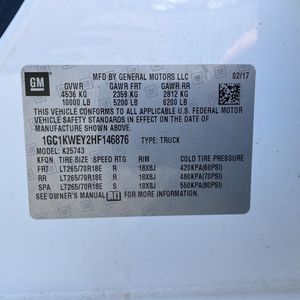 GM MFD BY GENERAL MOTORS LLC 02/17
GVWR GAWR FRT GAWR RR
4536 KG 2359 KG 2812 KG
10000 LB 5200 LB 6200 LB
THIS VEHICLE CONFORMS TO ALL APPLICABLE U.S. FEDERAL MOTOR
VEHICLE SAFETY STANDARDS IN EFFECT ON THE DATE OF
MANUFACTURE SHOWN ABOVE.
1GC1KWEY2HF146876 TYPE: TRUCK
MODEL: K25743
TIRE SIZE SPEED RTG RIM COLD TIRE PRESSURE
FRT LT265/70R18E R 18X8J 420KPA(60PSI)
RR LT265/70R18E R 18X8J 480KPA(70PSI)
SPA LT265/70R18E S 18X8J 550KPA(80PSI)
SEE OWNER'S MANUAL FOR MORE INFORMATION.